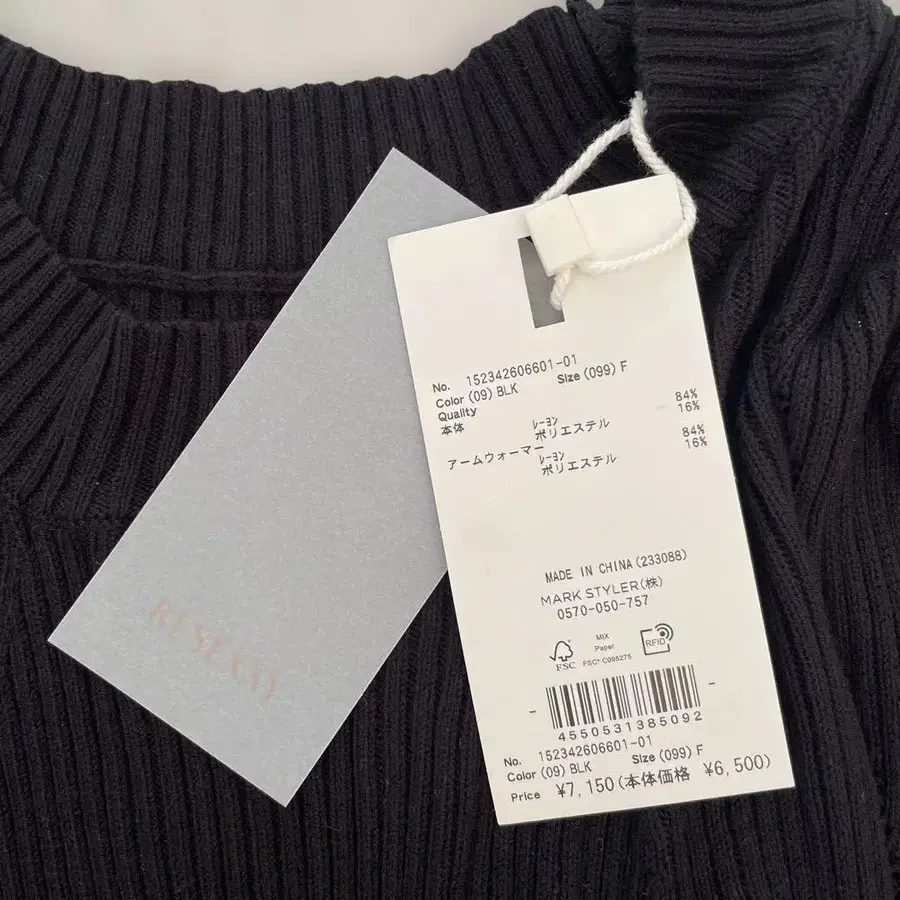 No. 152342606601-01
Color (09) BLK Size (099) F
Quality
本体 レーヨン 84%
ポリエステル 16%
アームウォーマー レーヨン 84%
ポリエステル 16%
MADE IN CHINA (233088)
MARK STYLER(株)
0570-050-757
FSC
MIX
Paper
FSC® C095275
RFID
4550531385092
No. 152342606601-01
Color (09) BLK Size (099) F
Price ¥7,150(本体価格 ¥6,500)